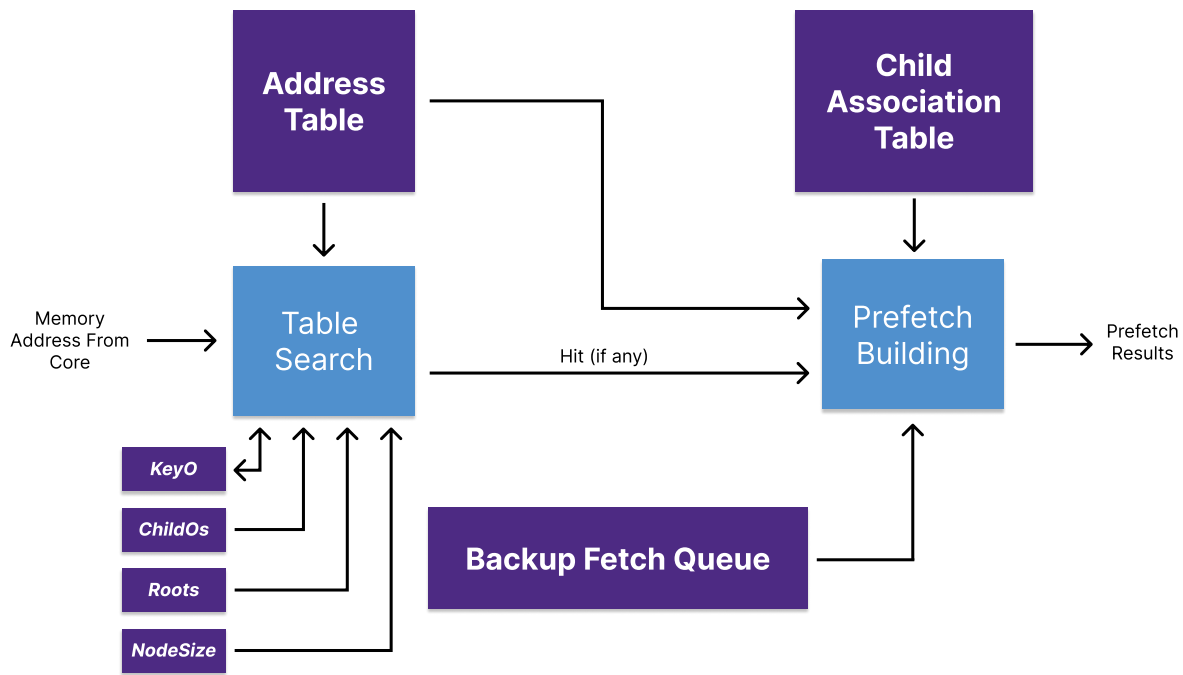 Address
Table
Child
Association
Table
Memory
Address From
Core
Table
Search
Hit (if any)
Prefetch
Building
Prefetch
Results
KeyO
ChildOs
Roots
NodeSize
Backup Fetch Queue